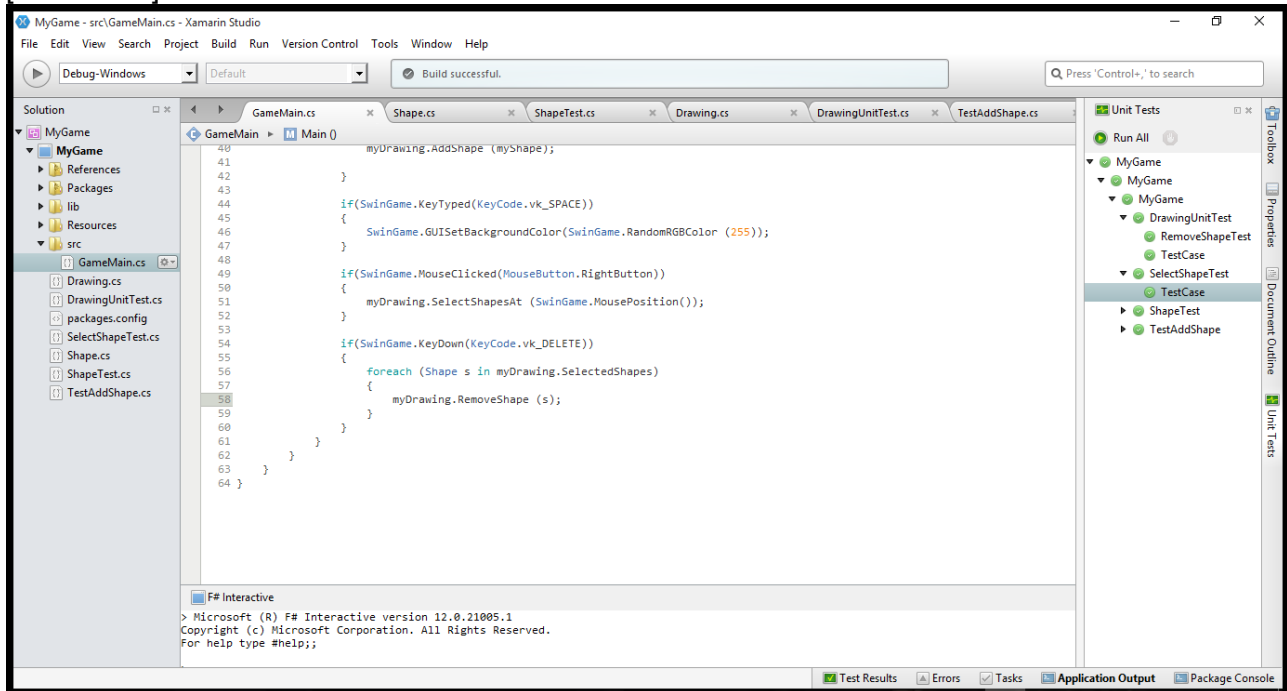 MyGame - src\GameMain.cs - Xamarin Studio
File Edit View Search Project Build Run Version Control Tools Window Help
Debug-Windows Default Build successful. Press 'Control+,' to search
Solution
MyGame
MyGame
References
Packages
lib
Resources
src
GameMain.cs
Drawing.cs
DrawingUnitTest.cs
packages.config
SelectShapeTest.cs
Shape.cs
ShapeTest.cs
TestAddShape.cs
GameMain.cs Shape.cs ShapeTest.cs Drawing.cs DrawingUnitTest.cs TestAddShape.cs
GameMain M Main ()
40 myDrawing.AddShape (myShape);
41
42 }
43
44 if(SwinGame.KeyTyped(KeyCode.vk_SPACE))
45 {
46 SwinGame.GUISetBackgroundColor(SwinGame.RandomRGBColor (255));
47 }
48
49 if(SwinGame.MouseClicked(MouseButton.RightButton))
50 {
51 myDrawing.SelectShapesAt (SwinGame.MousePosition());
52 }
53
54 if(SwinGame.KeyDown(KeyCode.vk_DELETE))
55 {
56 foreach (Shape s in myDrawing.SelectedShapes)
57 {
58 myDrawing.RemoveShape (s);
59 }
60 }
61 }
62 }
63 }
64 }
F# Interactive
> Microsoft (R) F# Interactive version 12.0.21005.1
Copyright (c) Microsoft Corporation. All Rights Reserved.
For help type #help;;
Unit Tests
Run All
MyGame
MyGame
MyGame
DrawingUnitTest
RemoveShapeTest
TestCase
SelectShapeTest
TestCase
ShapeTest
TestAddShape
Toolbox
Properties
Document Outline
Unit Tests
Test Results Errors Tasks Application Output Package Console